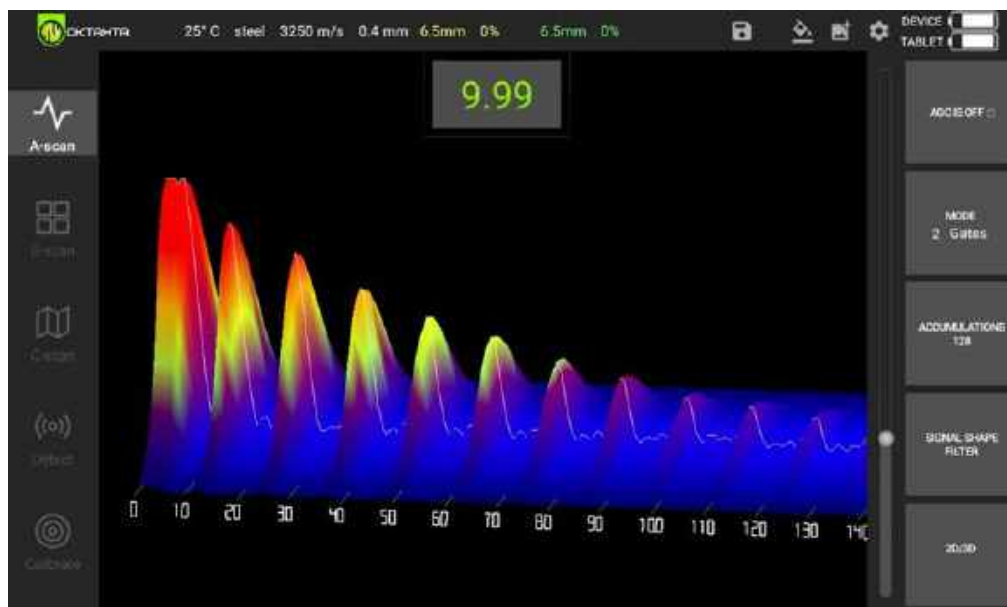 ОКТАНТА
25° C steel 3250 m/s 0.4 mm 6.5mm 0% 6.5mm 0%
DEVICE
TABLET
9.99
A-scan
B-scan
C-scan
Calibrate
MODE
2 Gates
ACCUMULATIONS
128
SIGNAL SHAPE
FILTER
2D/3D
0 10 20 30 40 50 60 70 80 90 100 110 120 130 140